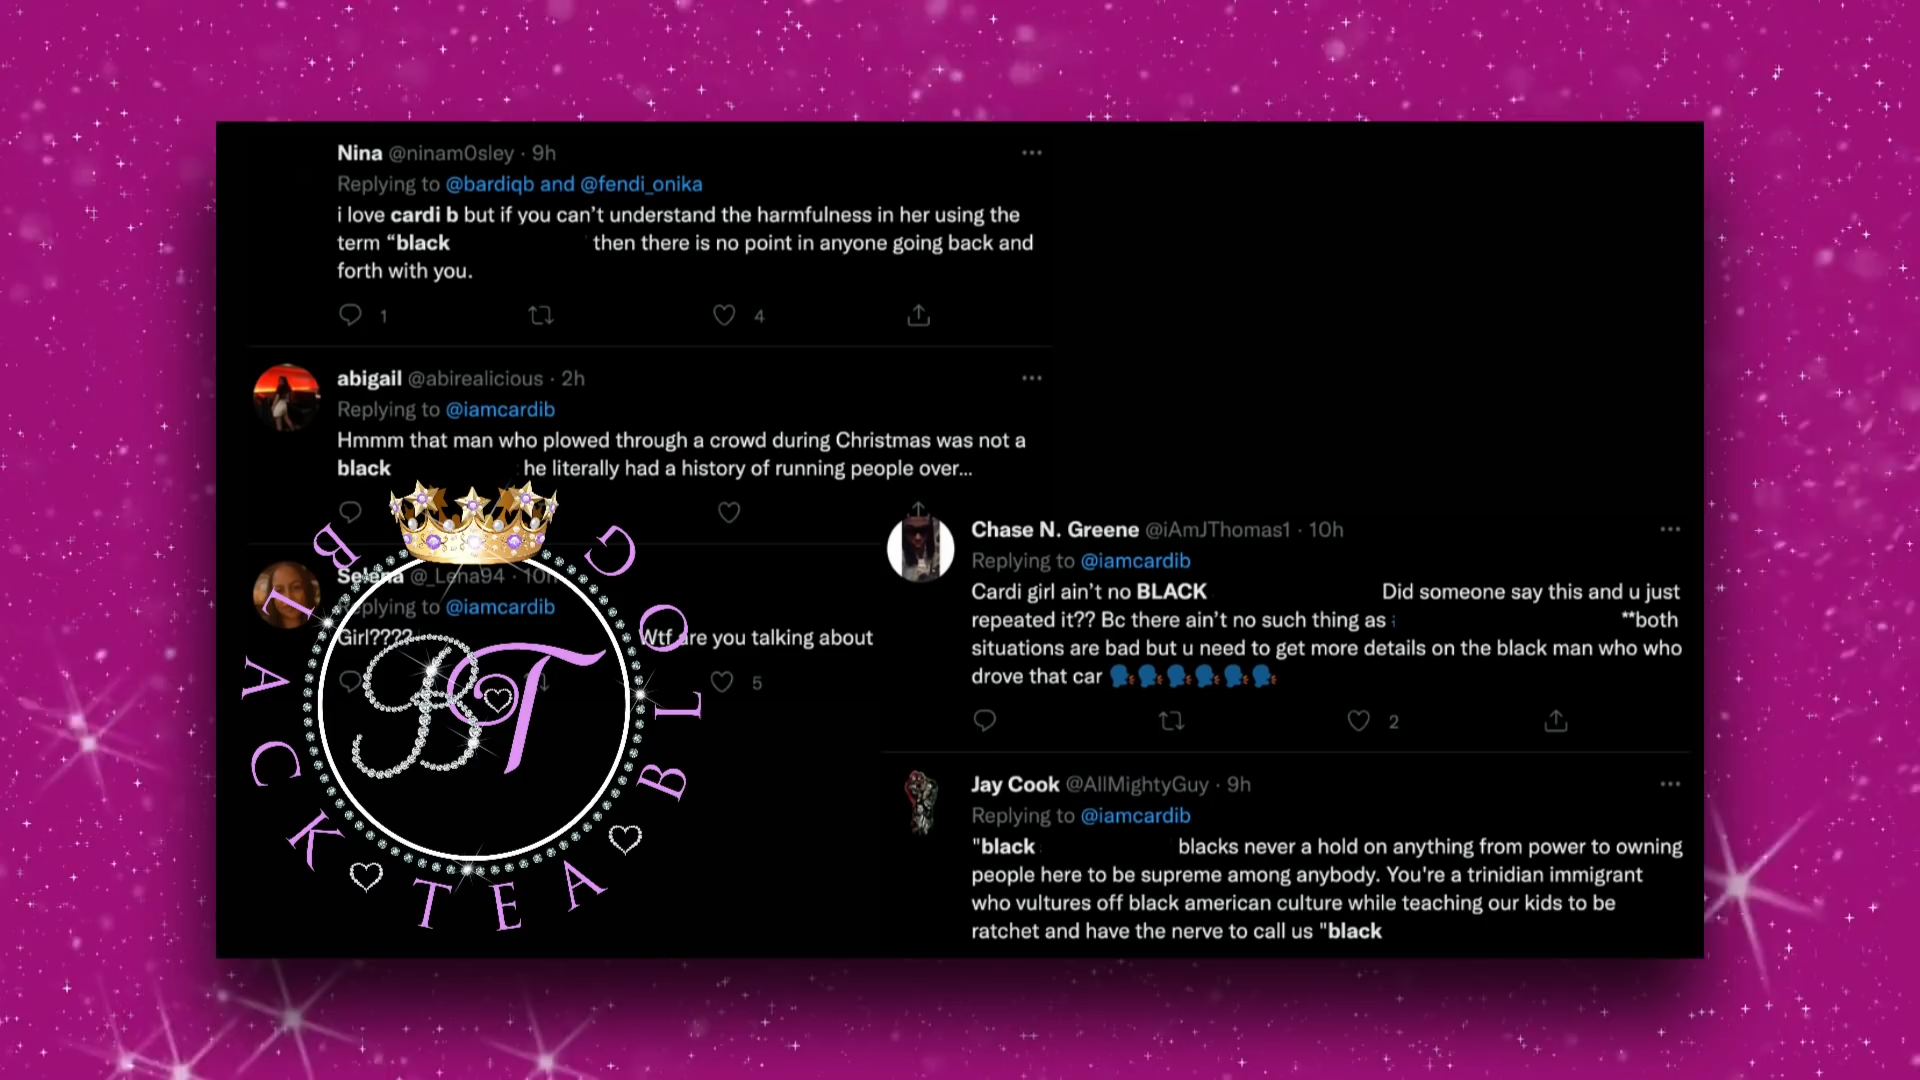 Nina @ninam0sley · 9h
Replying to @bardiqb and @fendi_onika
i love cardi b but if you can't understand the harmfulness in her using the
term “black then there is no point in anyone going back and
forth with you.
1 4
abigail @abirealicious · 2h
Replying to @iamcardib
Hmmm that man who plowed through a crowd during Christmas was not a
black he literally had a history of running people over...
Selena @_Lena94 · 10h
Replying to @iamcardib
Girl???? Wtf are you talking about
5
BLACK TEA BLOG
BT
Chase N. Greene @iAmJThomas1 · 10h
Replying to @iamcardib
Cardi girl ain't no BLACK Did someone say this and u just
repeated it?? Bc there ain't no such thing as **both
situations are bad but u need to get more details on the black man who who
drove that car 🗣🗣🗣🗣🗣🗣
2
Jay Cook @AllMightyGuy · 9h
Replying to @iamcardib
"black blacks never a hold on anything from power to owning
people here to be supreme among anybody. You're a trinidian immigrant
who vultures off black american culture while teaching our kids to be
ratchet and have the nerve to call us "black